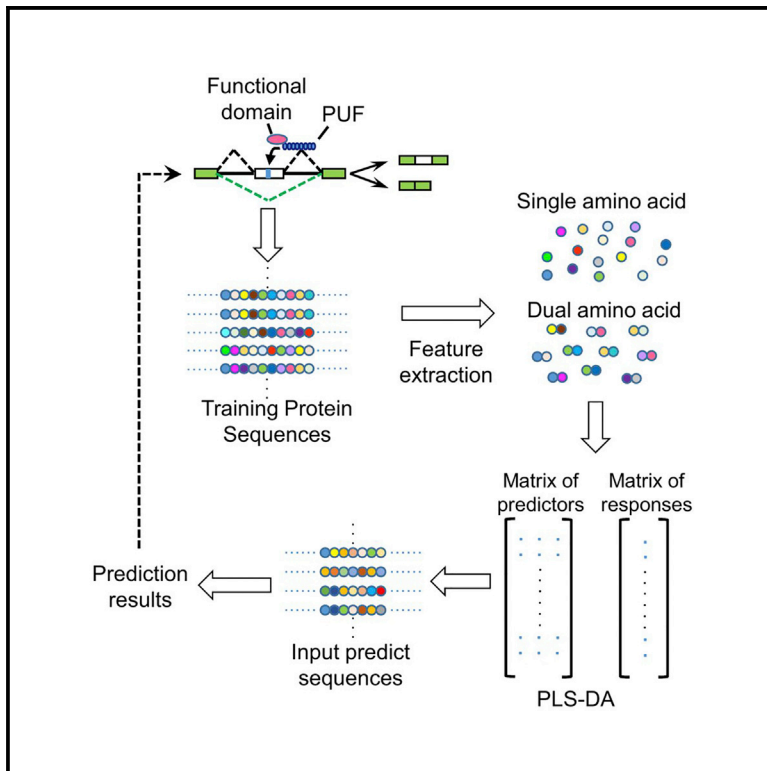 Functional
domain
PUF
Single amino acid
Dual amino acid
Feature
extraction
Training Protein
Sequences
Matrix of
predictors
Matrix of
responses
PLS-DA
Input predict
sequences
Prediction
results